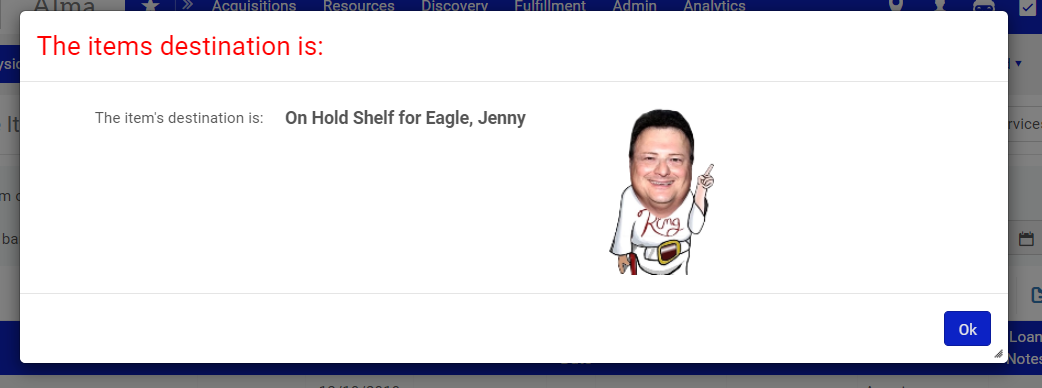 Alma
Acquisitions Resources Discovery Fulfillment Admin Analytics
The items destination is:
The item's destination is: On Hold Shelf for Eagle, Jenny
King
Ok
Loan
Notes